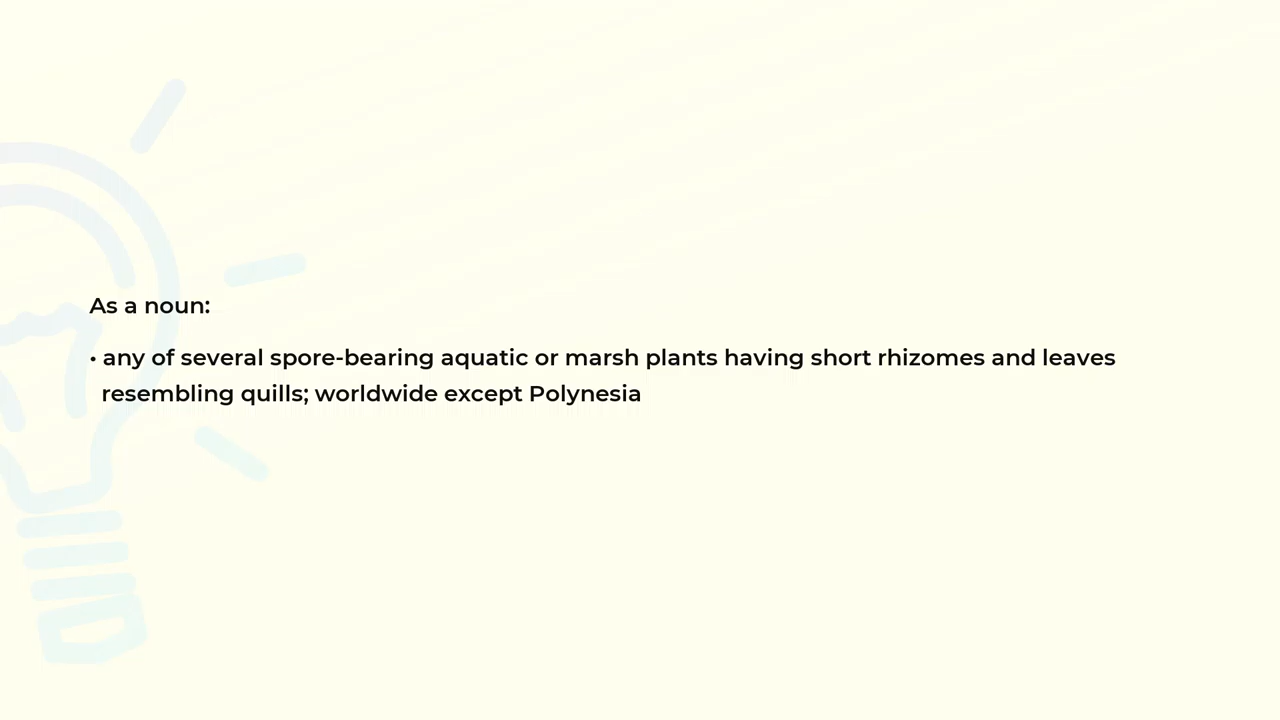 As a noun:
• any of several spore-bearing aquatic or marsh plants having short rhizomes and leaves
resembling quills; worldwide except Polynesia